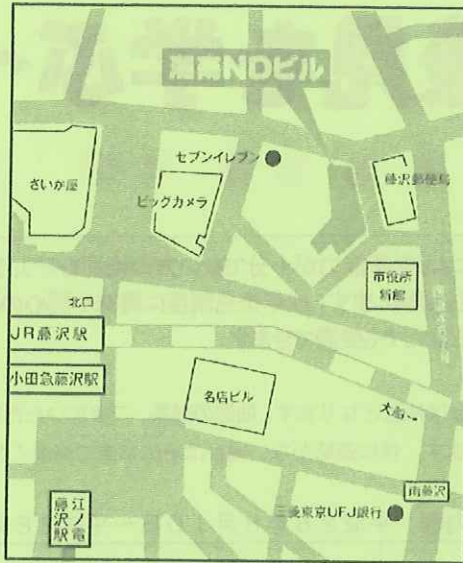 湘南NDビル
セブンイレブン
さいか屋
ビックカメラ
藤沢郵便局
市役所
新館
北口
JR藤沢駅
小田急藤沢駅
名店ビル
大船へ
南藤沢
三菱東京UFJ銀行
江ノ電
藤沢駅